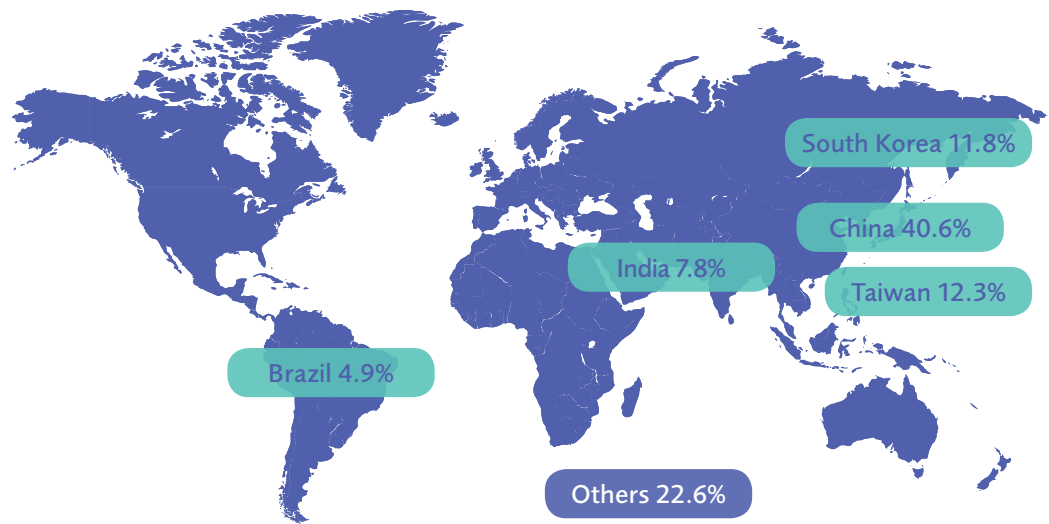 South Korea 11.8%
China 40.6%
India 7.8%
Taiwan 12.3%
Brazil 4.9%
Others 22.6%